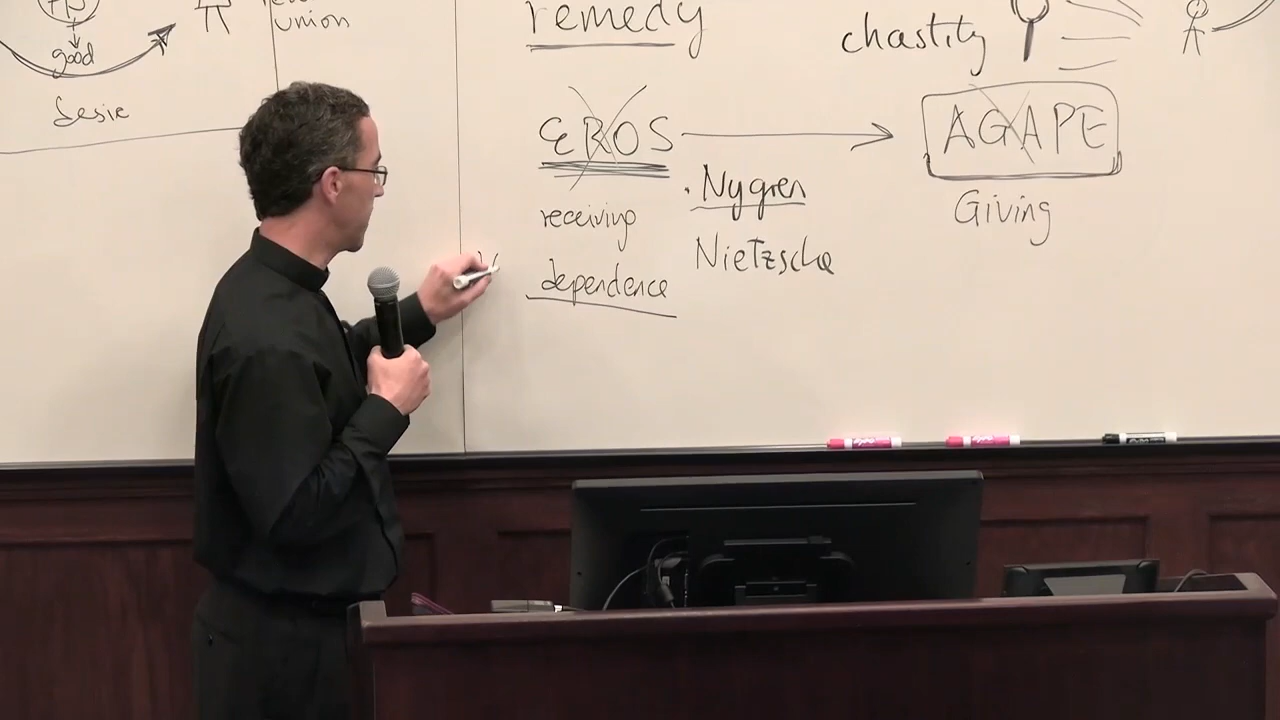 good
desire
union
remedy
EROS
receiving
dependence
Nygren
Nietzsche
chastity
AGAPE
Giving